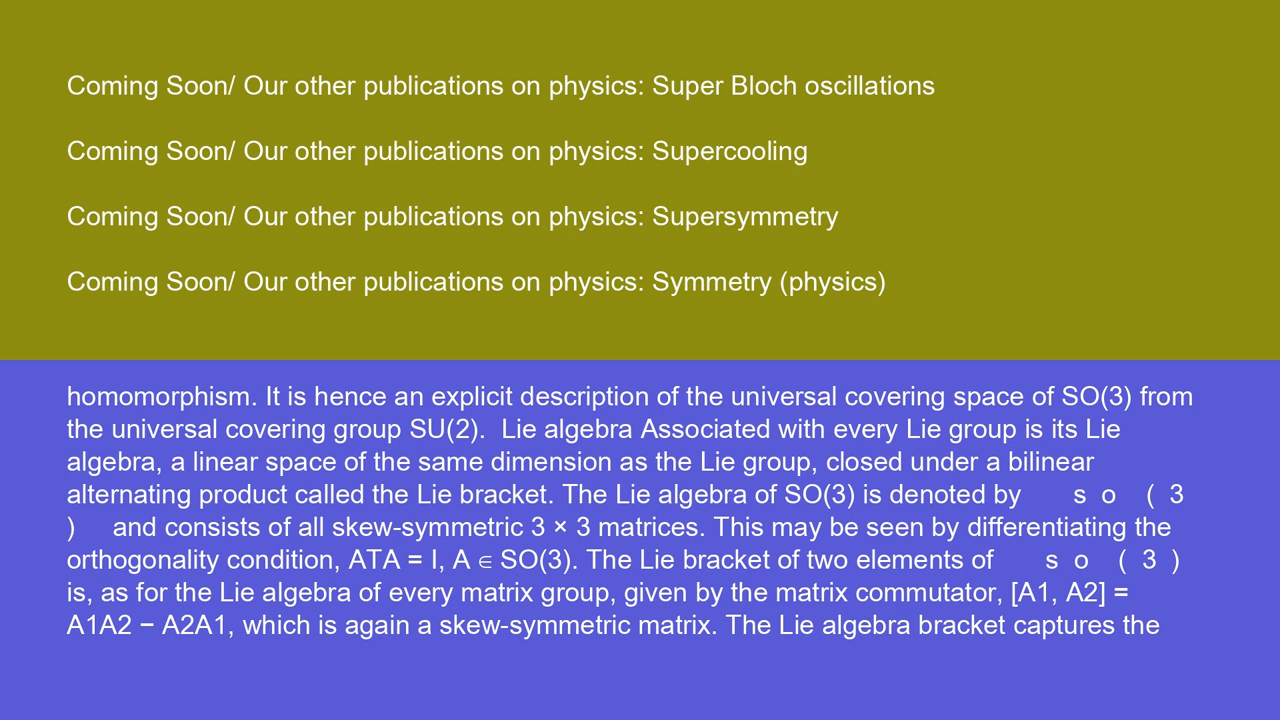 Coming Soon/ Our other publications on physics: Super Bloch oscillations
Coming Soon/ Our other publications on physics: Supercooling
Coming Soon/ Our other publications on physics: Supersymmetry
Coming Soon/ Our other publications on physics: Symmetry (physics)
homomorphism. It is hence an explicit description of the universal covering space of SO(3) from
the universal covering group SU(2).  Lie algebra Associated with every Lie group is its Lie
algebra, a linear space of the same dimension as the Lie group, closed under a bilinear
alternating product called the Lie bracket. The Lie algebra of SO(3) is denoted by       s  o    (  3
)     and consists of all skew-symmetric 3 × 3 matrices. This may be seen by differentiating the
orthogonality condition, ATA = I, A ∈ SO(3). The Lie bracket of two elements of       s  o    (  3  )
is, as for the Lie algebra of every matrix group, given by the matrix commutator, [A1, A2] =
A1A2 − A2A1, which is again a skew-symmetric matrix. The Lie algebra bracket captures the